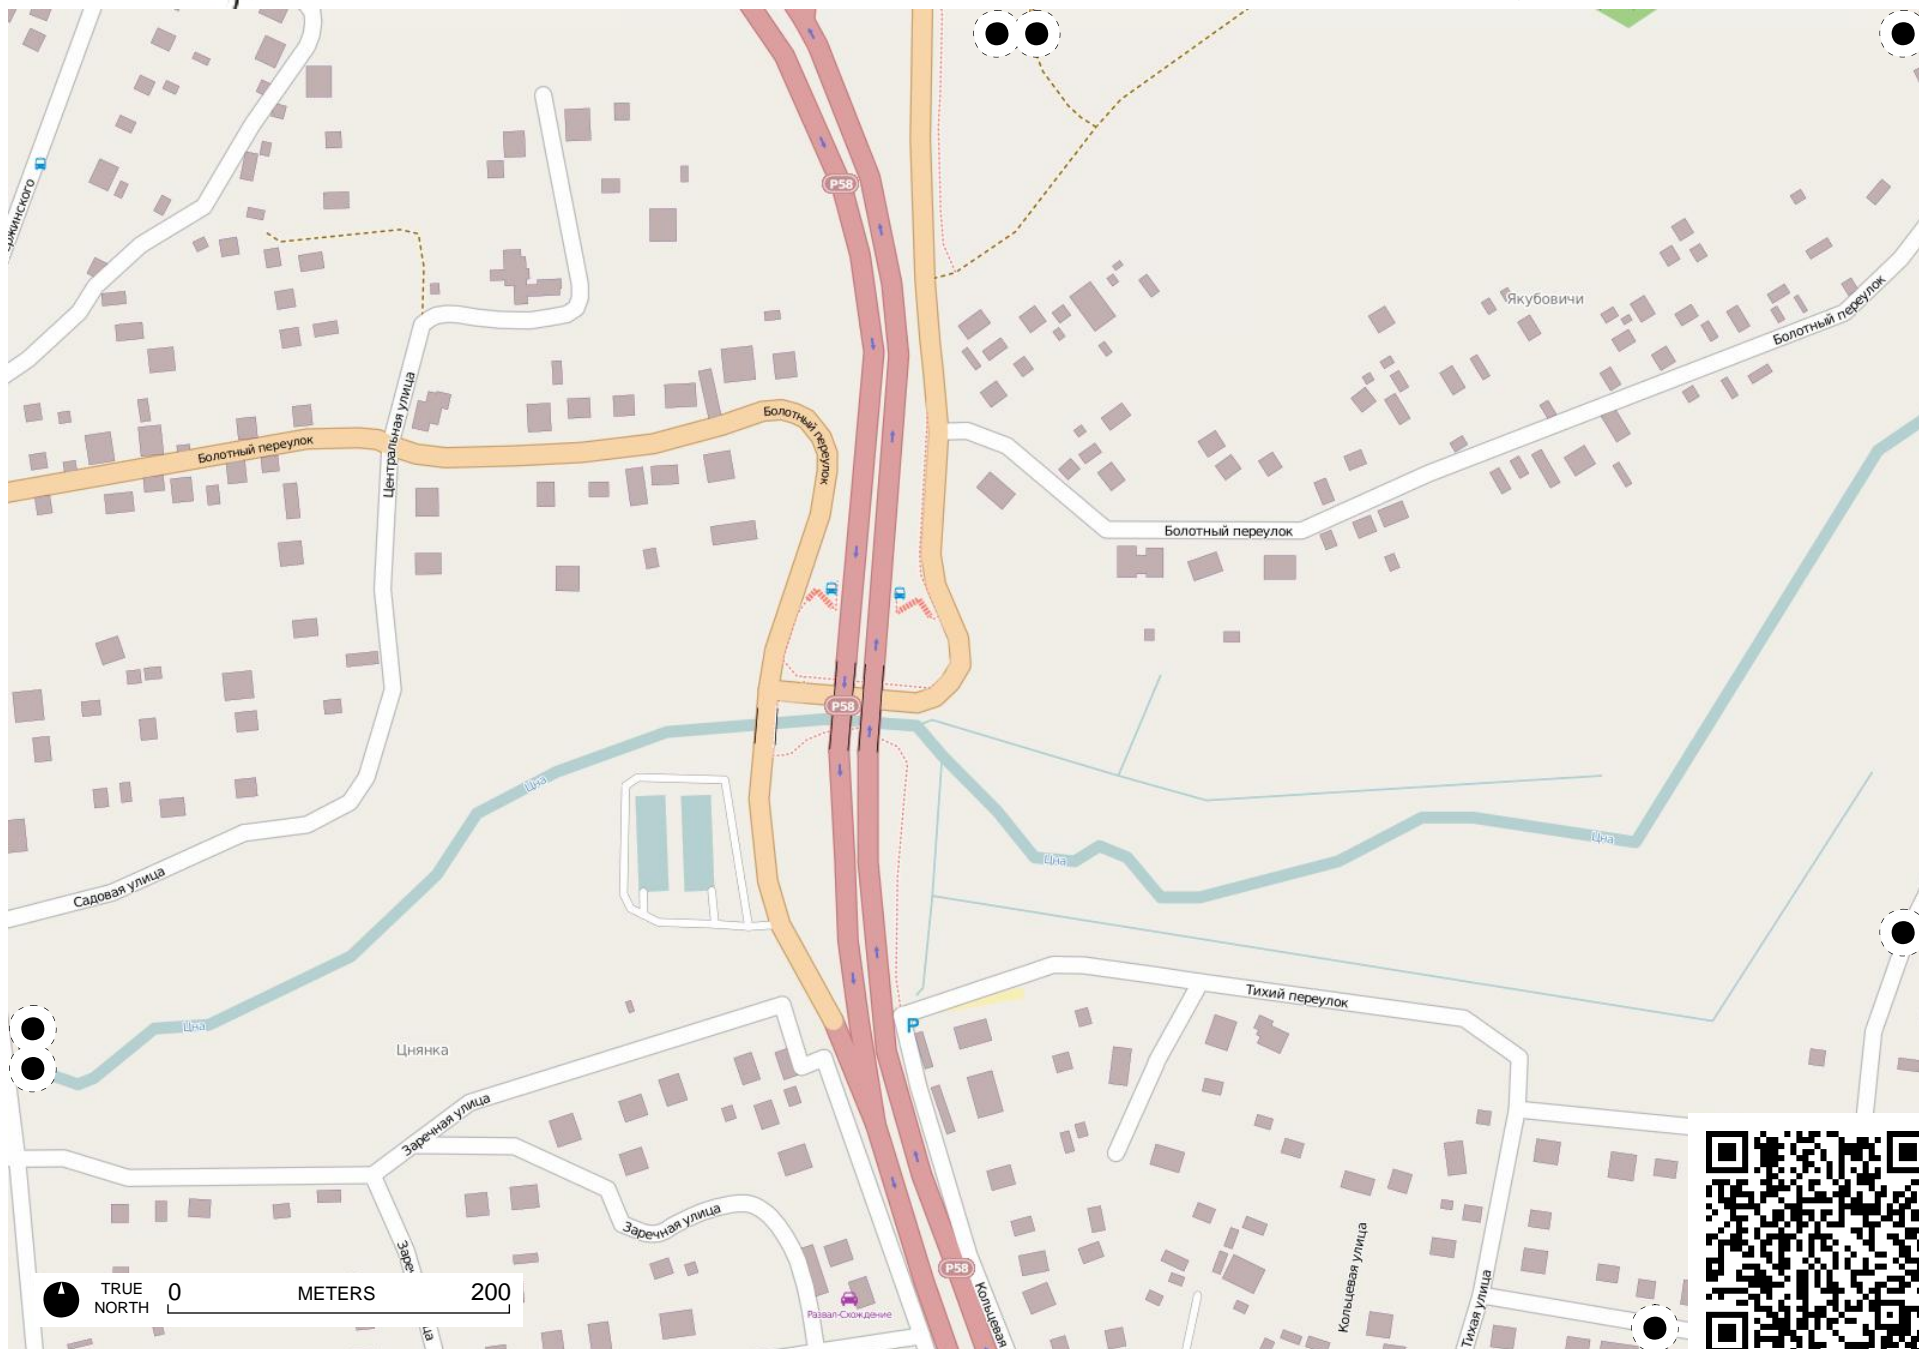 Р58
Якубовичи
Болотный переулок
Центральная улица
Болотный переулок
Болотный переулок
Болотный переулок
Р58
Цна
Цна
Цна
Садовая улица
Тихий переулок
P
Цна
Цнянка
Заречная улица
Заречная улица
Р58
Кольцевая
Кольцевая улица
Тихая улица
Развал-Схождение
TRUE
NORTH
0 METERS 200